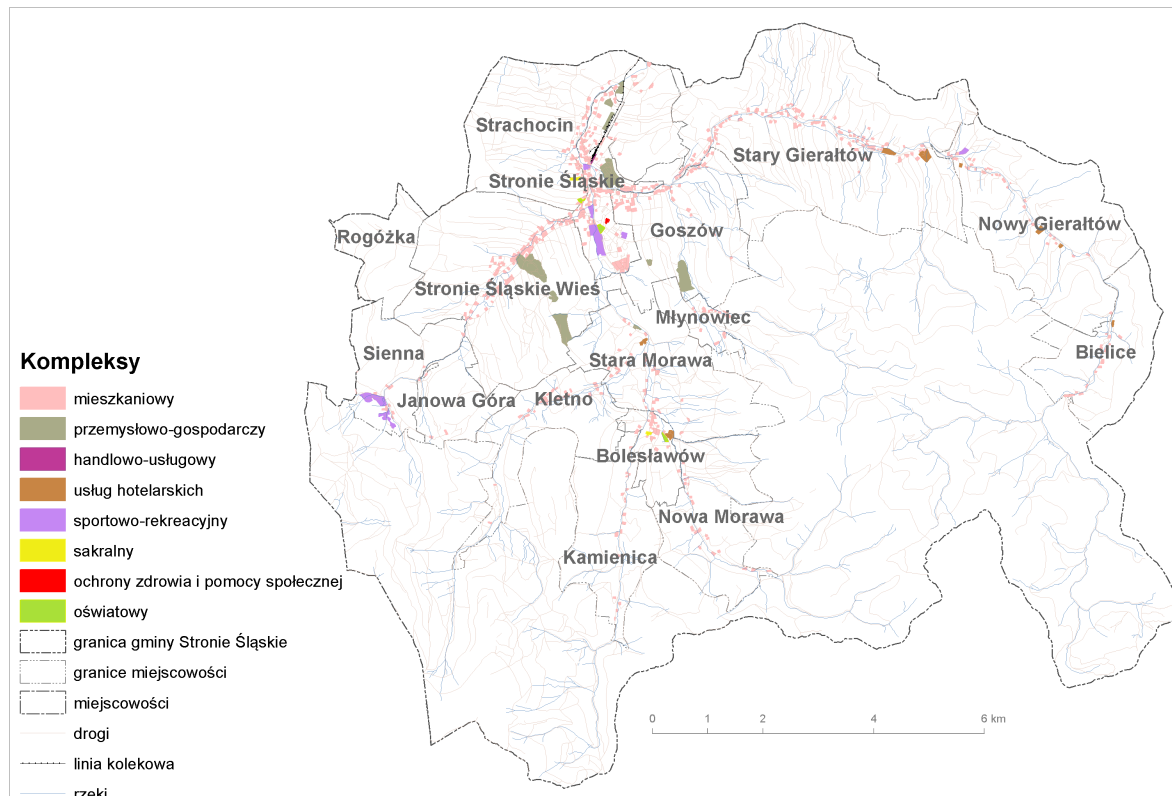 Strachocin
Stary Gierałtów
Stronie Śląskie
Nowy Gierałtów
Rogóżka
Goszów
Stronie Śląskie Wieś
Młynowiec
Sienna
Stara Morawa
Bielice
Janowa Góra
Kletno
Bolesławów
Nowa Morawa
Kamienica
Kompleksy
mieszkaniowy
przemysłowo-gospodarczy
handlowo-usługowy
usług hotelarskich
sportowo-rekreacyjny
sakralny
ochrony zdrowia i pomocy społecznej
oświatowy
granica gminy Stronie Śląskie
granice miejscowości
miejscowości
drogi
linia kolekowa
rzeki
0 1 2 4 6 km